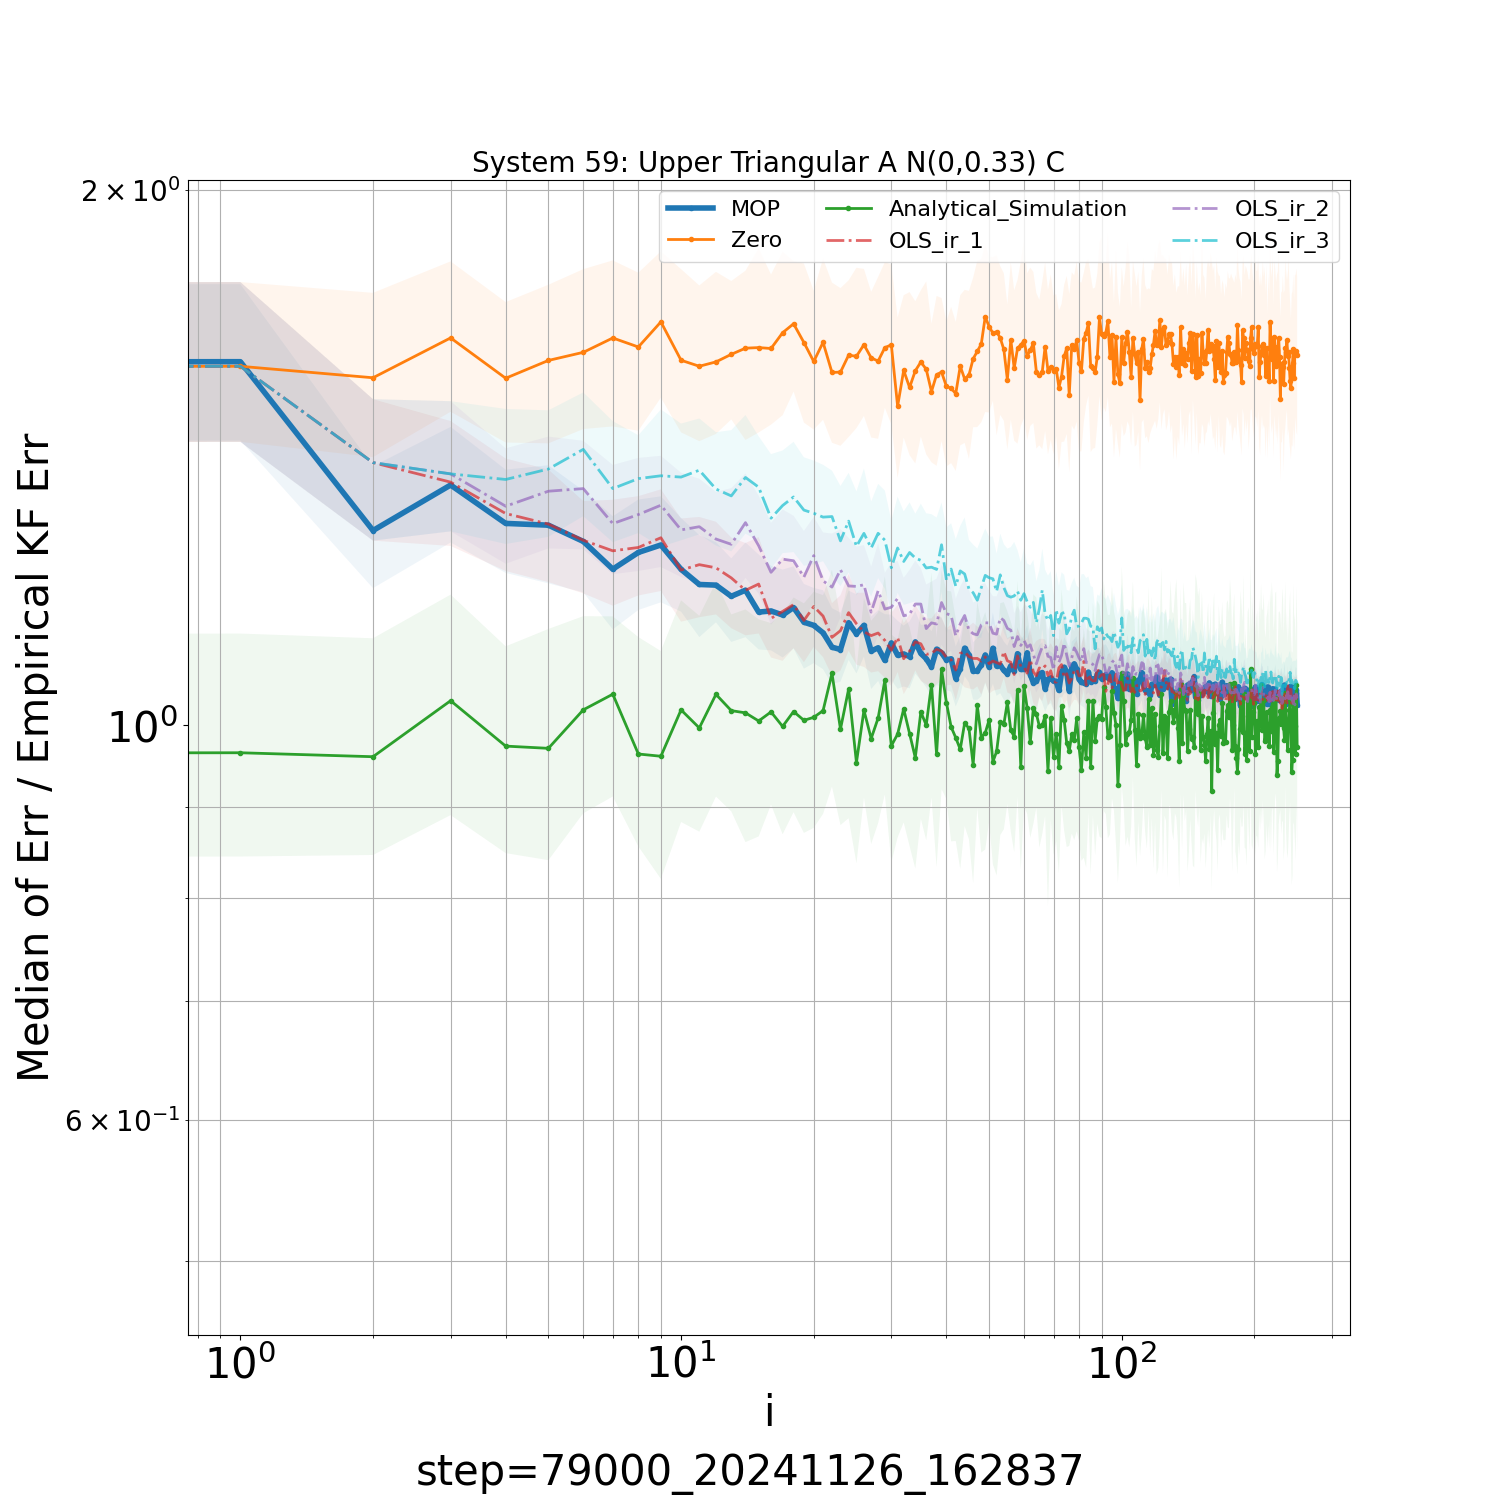 System 59: Upper Triangular A N(0,0.33) C
MOP
Zero
Analytical_Simulation
OLS_ir_1
OLS_ir_2
OLS_ir_3
2 × 10⁰
10⁰
6 × 10⁻¹
Median of Err / Empirical KF Err
10⁰ 10¹ 10²
i
step=79000_20241126_162837